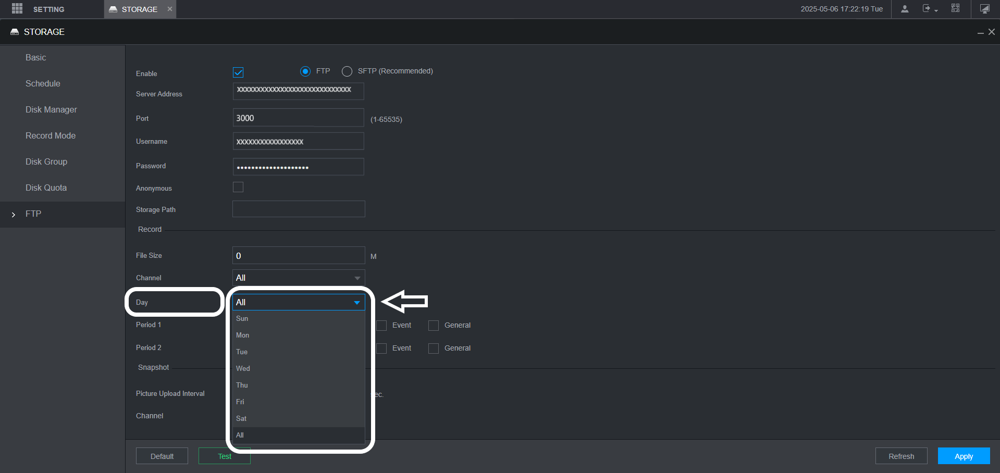 SETTING STORAGE 2025-05-06 17:22:19 Tue
STORAGE
Basic
Schedule
Disk Manager
Record Mode
Disk Group
Disk Quota
FTP
Enable FTP SFTP (Recommended)
Server Address XXXXXXXXXXXXXXXXXXXXXXXXXXXXX
Port 3000 (1-65535)
Username XXXXXXXXXXXXXXXXX
Password ••••••••••••••••••••
Anonymous
Storage Path
Record
File Size 0 M
Channel All
Day All
Sun
Mon
Tue
Wed
Thu
Fri
Sat
All
Period 1 Event General
Period 2 Event General
Snapshot
Picture Upload Interval ec.
Channel
Default Test Refresh Apply